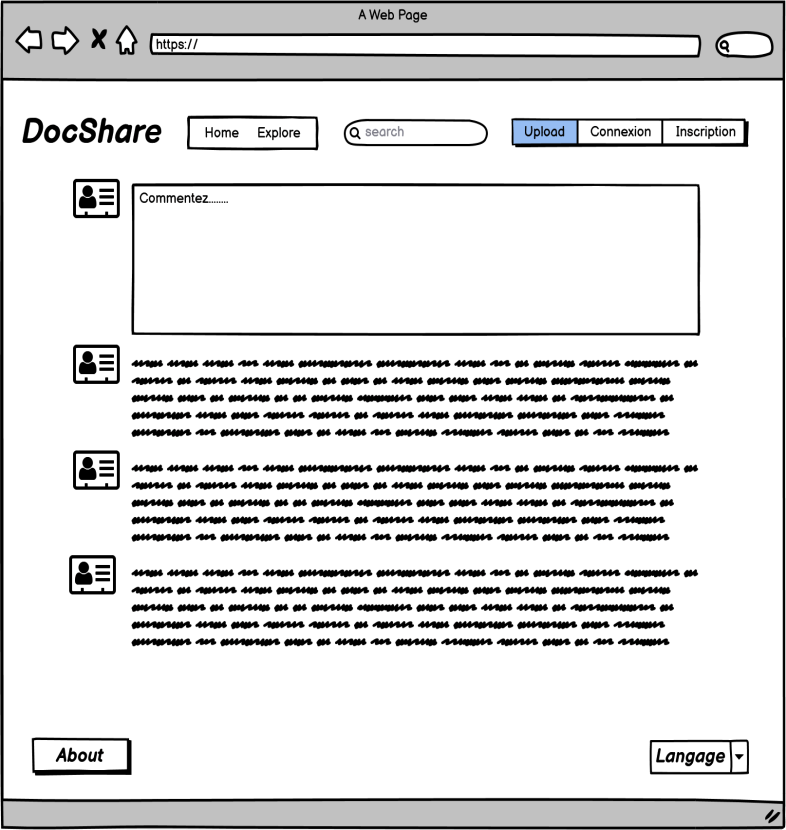 A Web Page
https://
DocShare
Home Explore
search
Upload Connexion Inscription
Commentez........
About
Langage